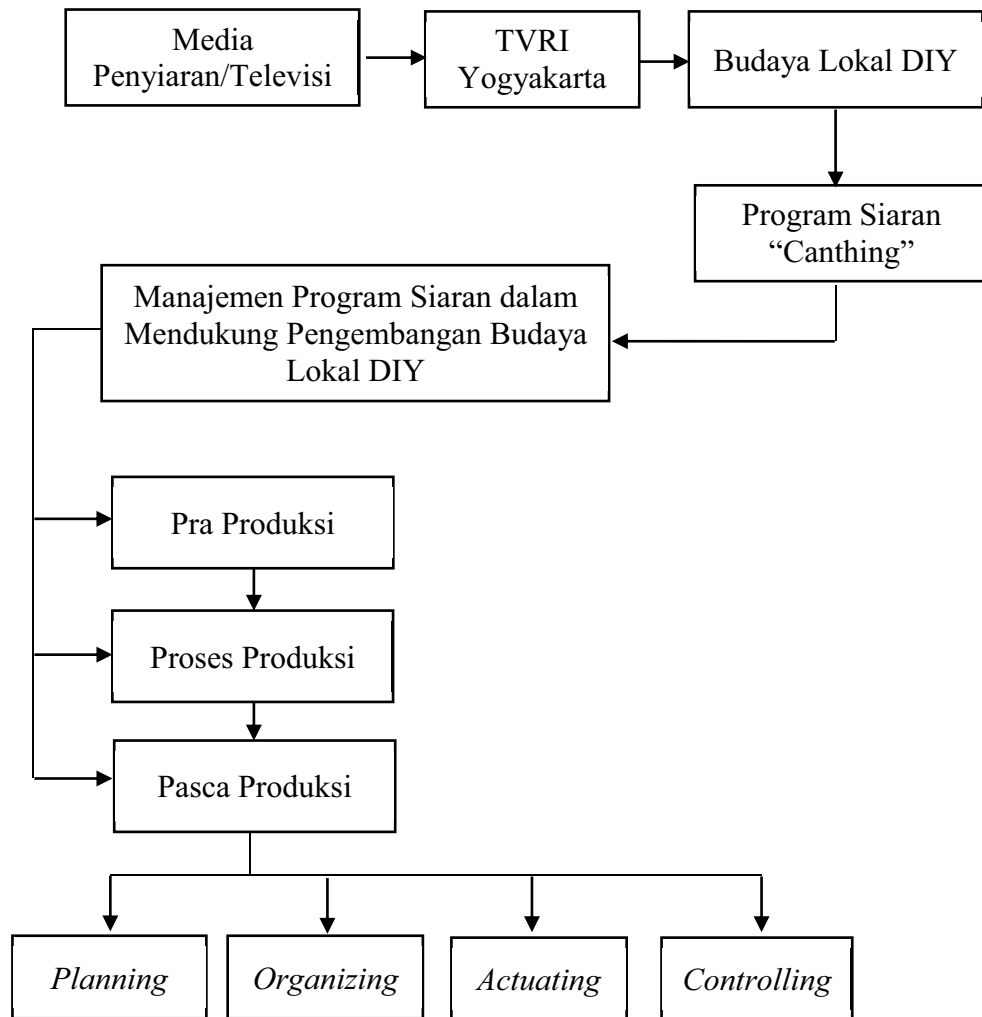 Media
Penyiaran/Televisi
TVRI
Yogyakarta
Budaya Lokal DIY
Program Siaran
“Canthing”
Manajemen Program Siaran dalam
Mendukung Pengembangan Budaya
Lokal DIY
Pra Produksi
Proses Produksi
Pasca Produksi
Planning
Organizing
Actuating
Controlling